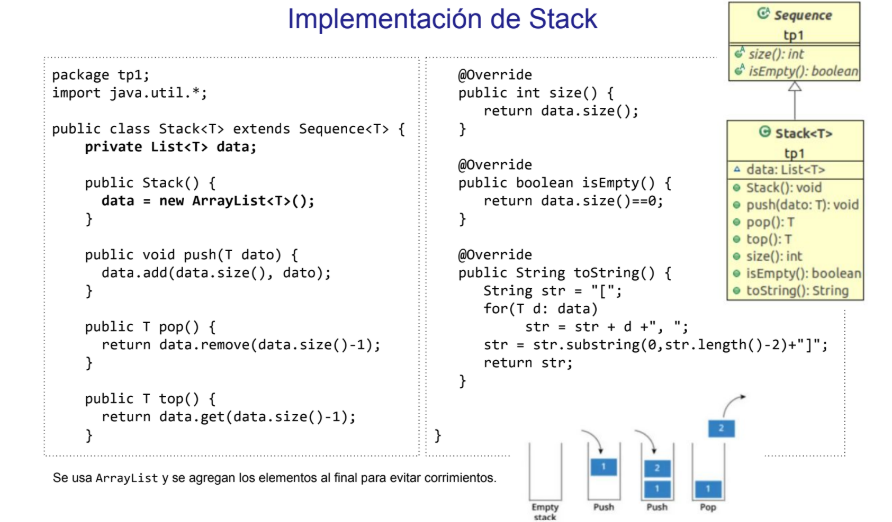 Implementación de Stack
package tp1;
import java.util.*;
public class Stack<T> extends Sequence<T> {
private List<T> data;
public Stack() {
data = new ArrayList<T>();
}
public void push(T dato) {
data.add(data.size(), dato);
}
public T pop() {
return data.remove(data.size()-1);
}
public T top() {
return data.get(data.size()-1);
}
@Override
public int size() {
return data.size();
}
@Override
public boolean isEmpty() {
return data.size()==0;
}
@Override
public String toString() {
String str = "[";
for(T d: data)
str = str + d +", ";
str = str.substring(0,str.length()-2)+"]";
return str;
}
}
Sequence
tp1
size(): int
isEmpty(): boolean
Stack<T>
tp1
data: List<T>
Stack(): void
push(dato: T): void
pop(): T
top(): T
size(): int
isEmpty(): boolean
toString(): String
Se usa ArrayList y se agregan los elementos al final para evitar corrimientos.
2
1 2
1 1
Empty Push Push Pop
stack